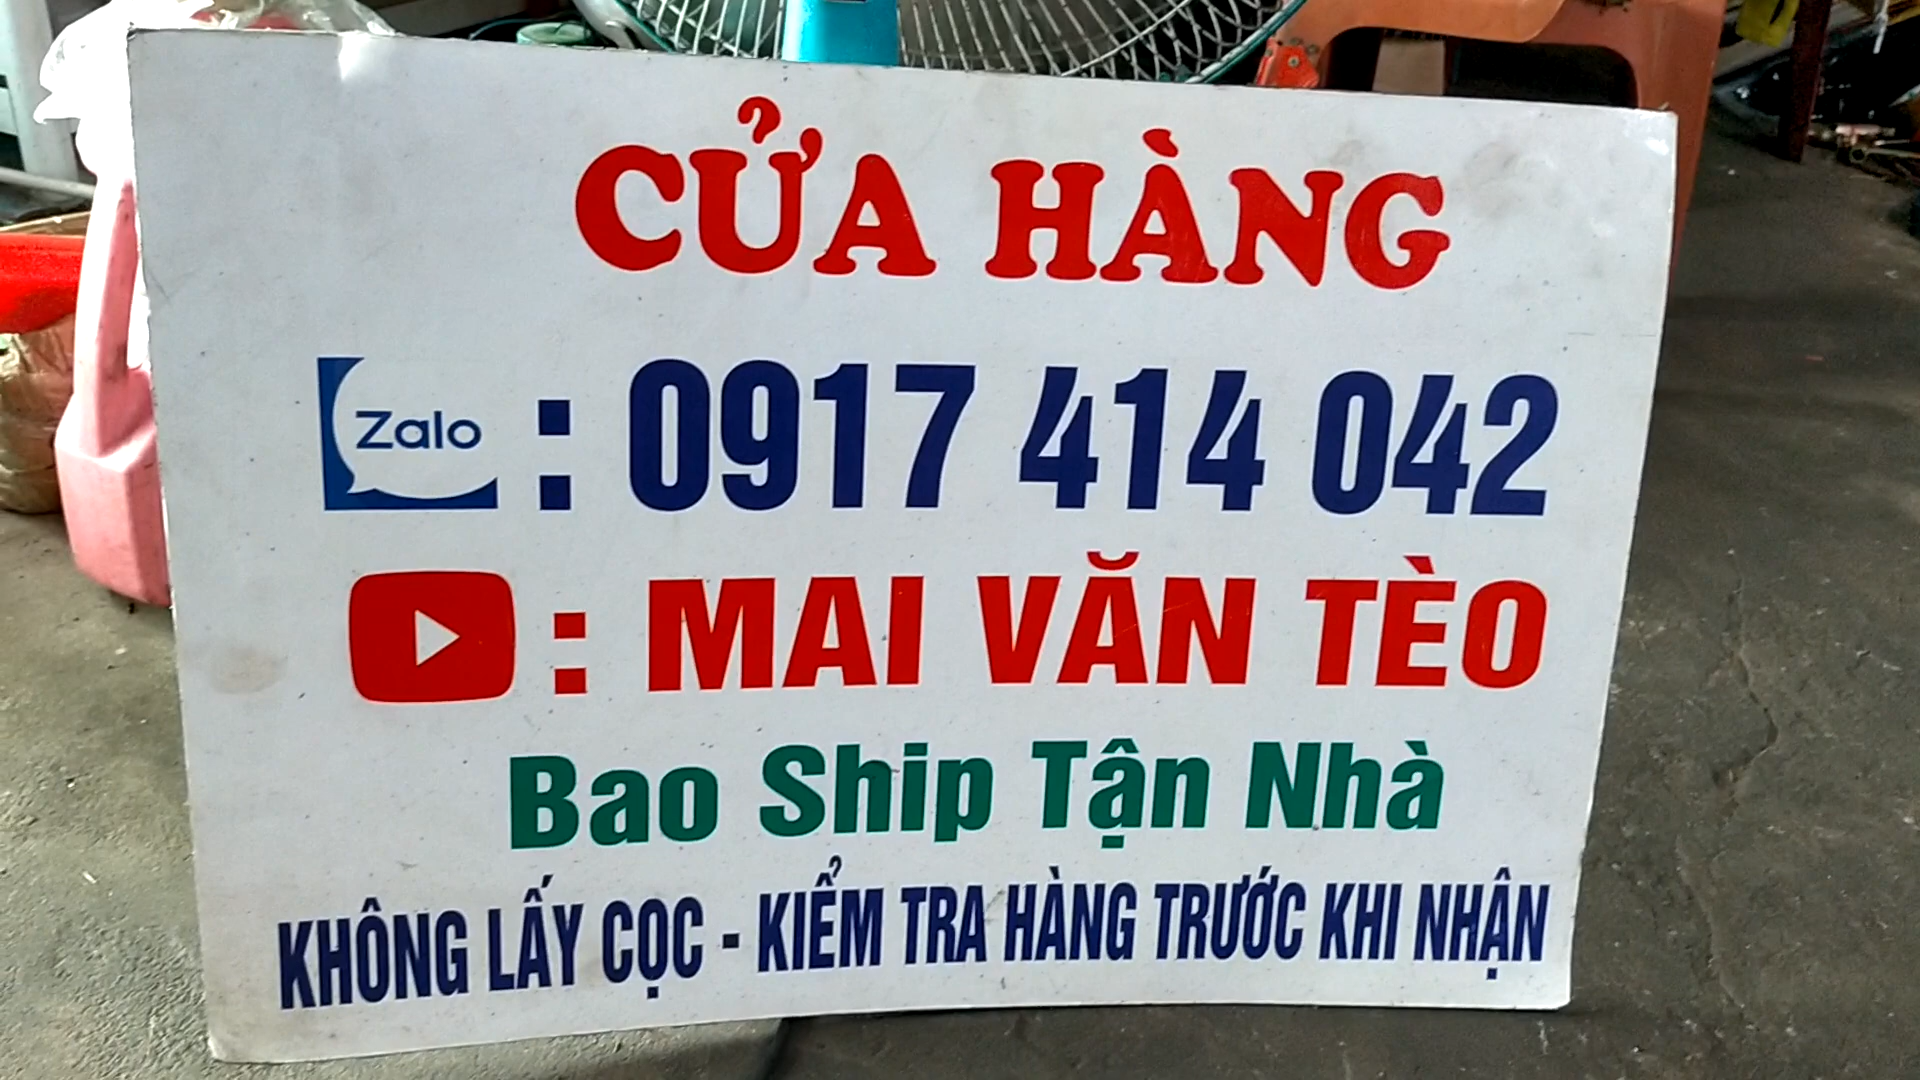 CỬA HÀNG
Zalo : 0917 414 042
: MAI VĂN TÈO
Bao Ship Tận Nhà
KHÔNG LẤY CỌC - KIỂM TRA HÀNG TRƯỚC KHI NHẬN